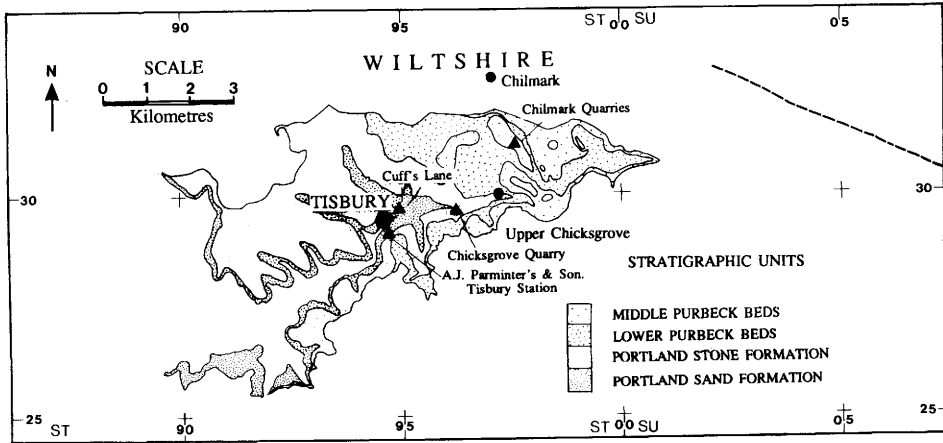 90
95
ST 00 SU
05
WILTSHIRE
N
SCALE
0 1 2 3
Kilometres
Chilmark
Chilmark Quarries
Cuff's Lane
30
TISBURY
30
Upper Chicksgrove
Chicksgrove Quarry
A.J. Parminter's & Son.
Tisbury Station
STRATIGRAPHIC UNITS
MIDDLE PURBECK BEDS
LOWER PURBECK BEDS
PORTLAND STONE FORMATION
PORTLAND SAND FORMATION
25
25
ST
90
95
ST 00 SU
05